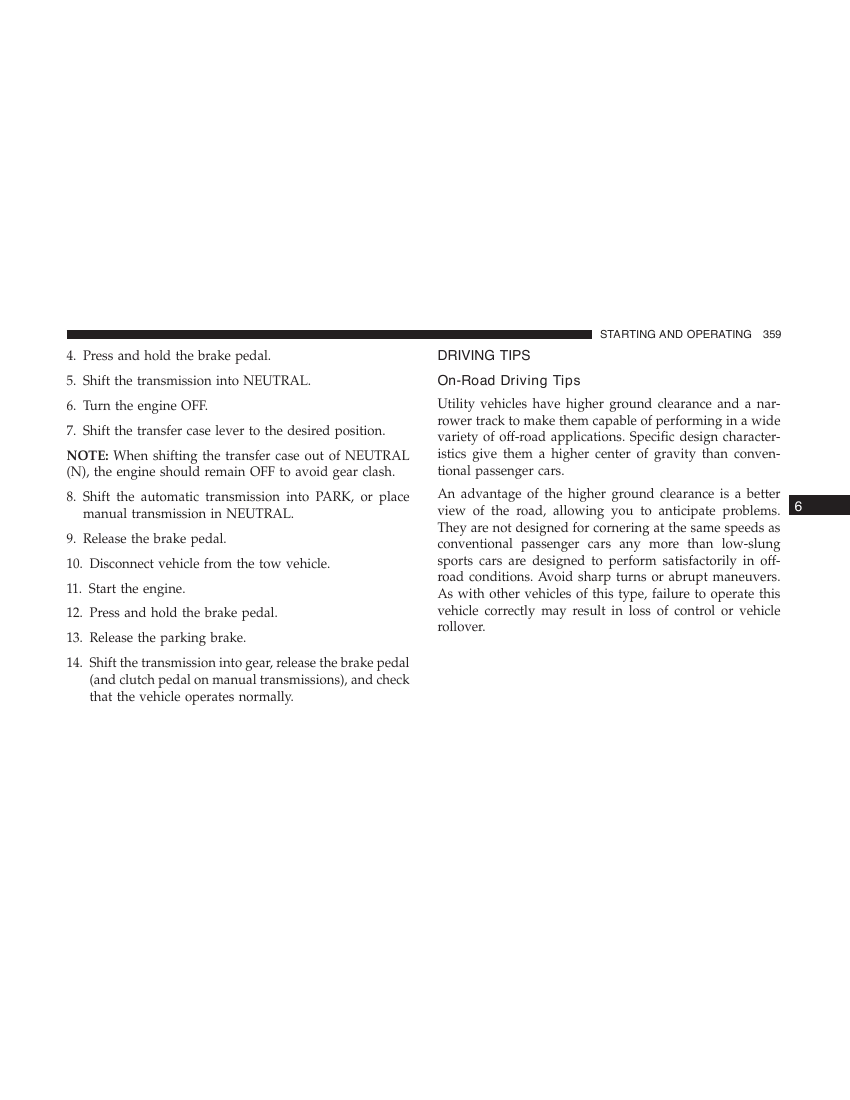 STARTING AND OPERATING 359
4. Press and hold the brake pedal.
5. Shift the transmission into NEUTRAL.
6. Turn the engine OFF.
7. Shift the transfer case lever to the desired position.
NOTE: When shifting the transfer case out of NEUTRAL
(N), the engine should remain OFF to avoid gear clash.
8. Shift the automatic transmission into PARK, or place
manual transmission in NEUTRAL.
9. Release the brake pedal.
10. Disconnect vehicle from the tow vehicle.
11. Start the engine.
12. Press and hold the brake pedal.
13. Release the parking brake.
14. Shift the transmission into gear, release the brake pedal
(and clutch pedal on manual transmissions), and check
that the vehicle operates normally.
DRIVING TIPS
On-Road Driving Tips
Utility vehicles have higher ground clearance and a nar-
rower track to make them capable of performing in a wide
variety of off-road applications. Specific design character-
istics give them a higher center of gravity than conven-
tional passenger cars.
An advantage of the higher ground clearance is a better
view of the road, allowing you to anticipate problems.
They are not designed for cornering at the same speeds as
conventional passenger cars any more than low-slung
sports cars are designed to perform satisfactorily in off-
road conditions. Avoid sharp turns or abrupt maneuvers.
As with other vehicles of this type, failure to operate this
vehicle correctly may result in loss of control or vehicle
rollover.
6